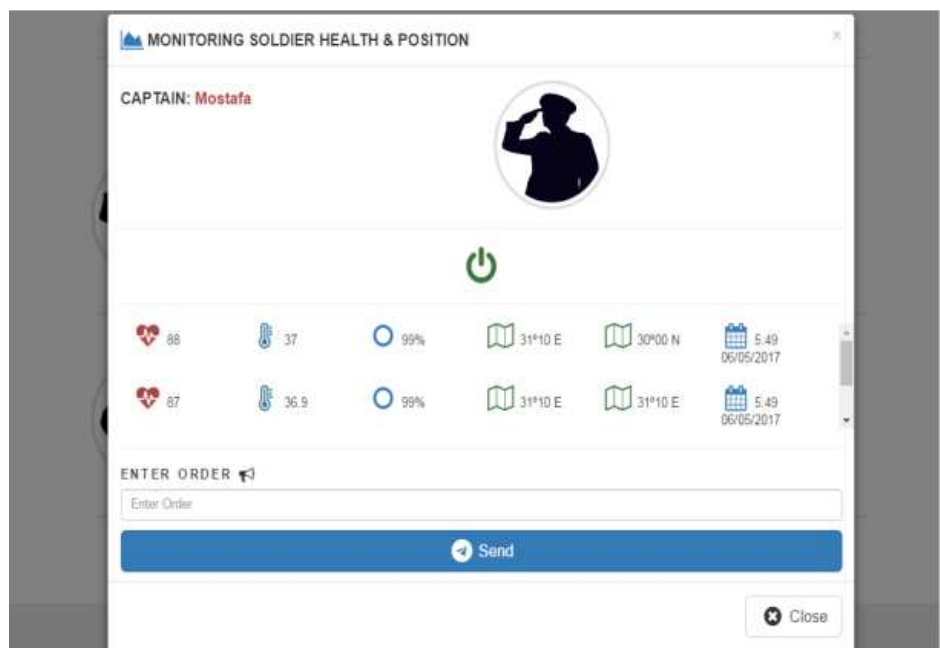 MONITORING SOLDIER HEALTH & POSITION
x
CAPTAIN: Mostafa
88 37 99% 31°10 E 30°00 N 5.49
06/05/2017
87 36.9 99% 31°10 E 31°10 E 5.49
06/05/2017
ENTER ORDER
Enter Order
Send
Close